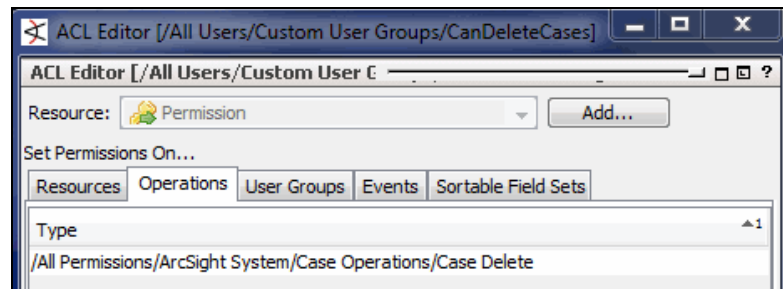 ACL Editor [/All Users/Custom User Groups/CanDeleteCases]
ACL Editor [/All Users/Custom User G
Resource: Permission Add...
Set Permissions On...
Resources Operations User Groups Events Sortable Field Sets
Type 1
/All Permissions/ArcSight System/Case Operations/Case Delete